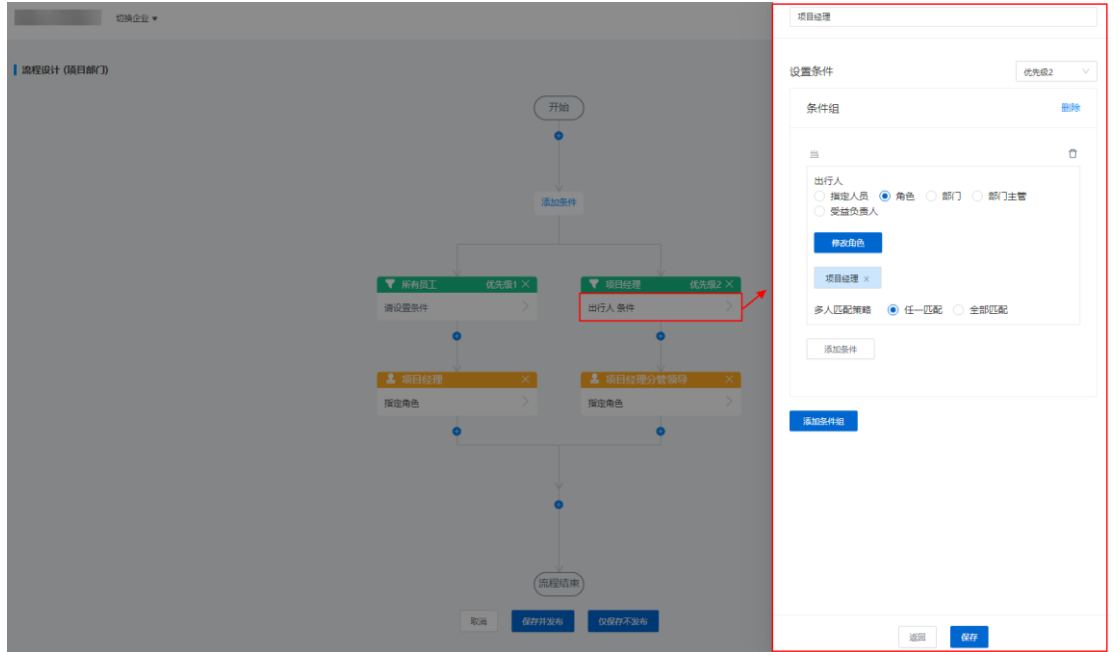 切换企业
流程设计 (项目部门)
开始
添加条件
所有员工 优先级1
请设置条件
项目经理 优先级2
出行人 条件
项目经理
指定角色
项目经理分管领导
指定角色
流程结束
取消 保存并发布 仅保存不发布
项目经理
设置条件 优先级2
条件组 删除
当
出行人
指定人员 角色 部门 部门主管
受益负责人
修改角色
项目经理 ×
多人匹配策略 任一匹配 全部匹配
添加条件
添加条件组
返回 保存